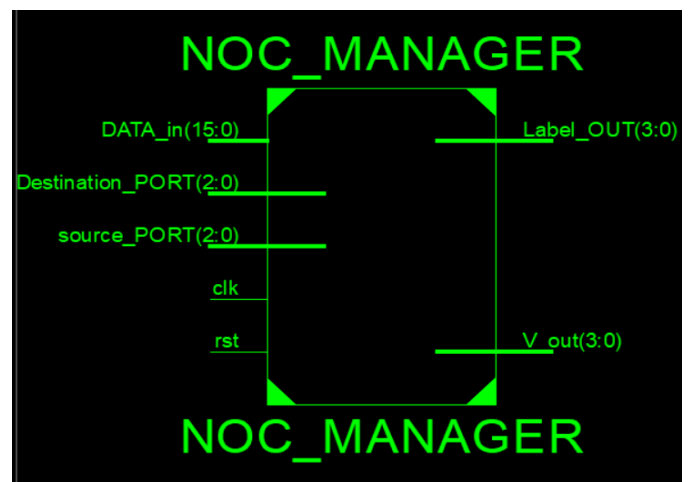 NOC_MANAGER
DATA_in(15:0)
Label_OUT(3:0)
Destination_PORT(2:0)
source_PORT(2:0)
clk
rst
V_out(3:0)
NOC_MANAGER